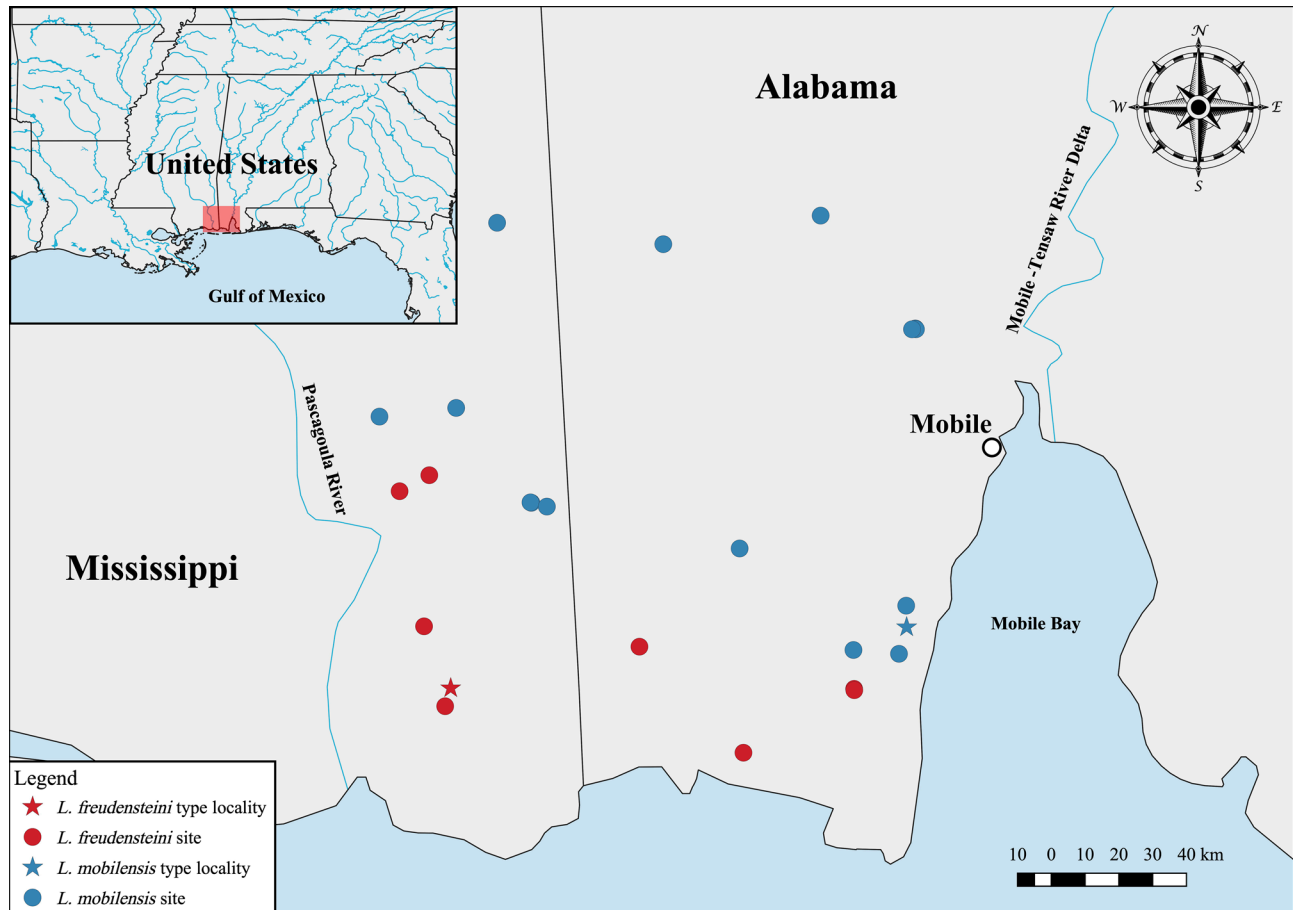 United States
Gulf of Mexico
Alabama
N
W
E
S
Mobile -Tensaw River Delta
Pascagoula River
Mobile
Mississippi
Mobile Bay
Legend
L. freudensteini type locality
L. freudensteini site
L. mobilensis type locality
L. mobilensis site
10 0 10 20 30 40 km